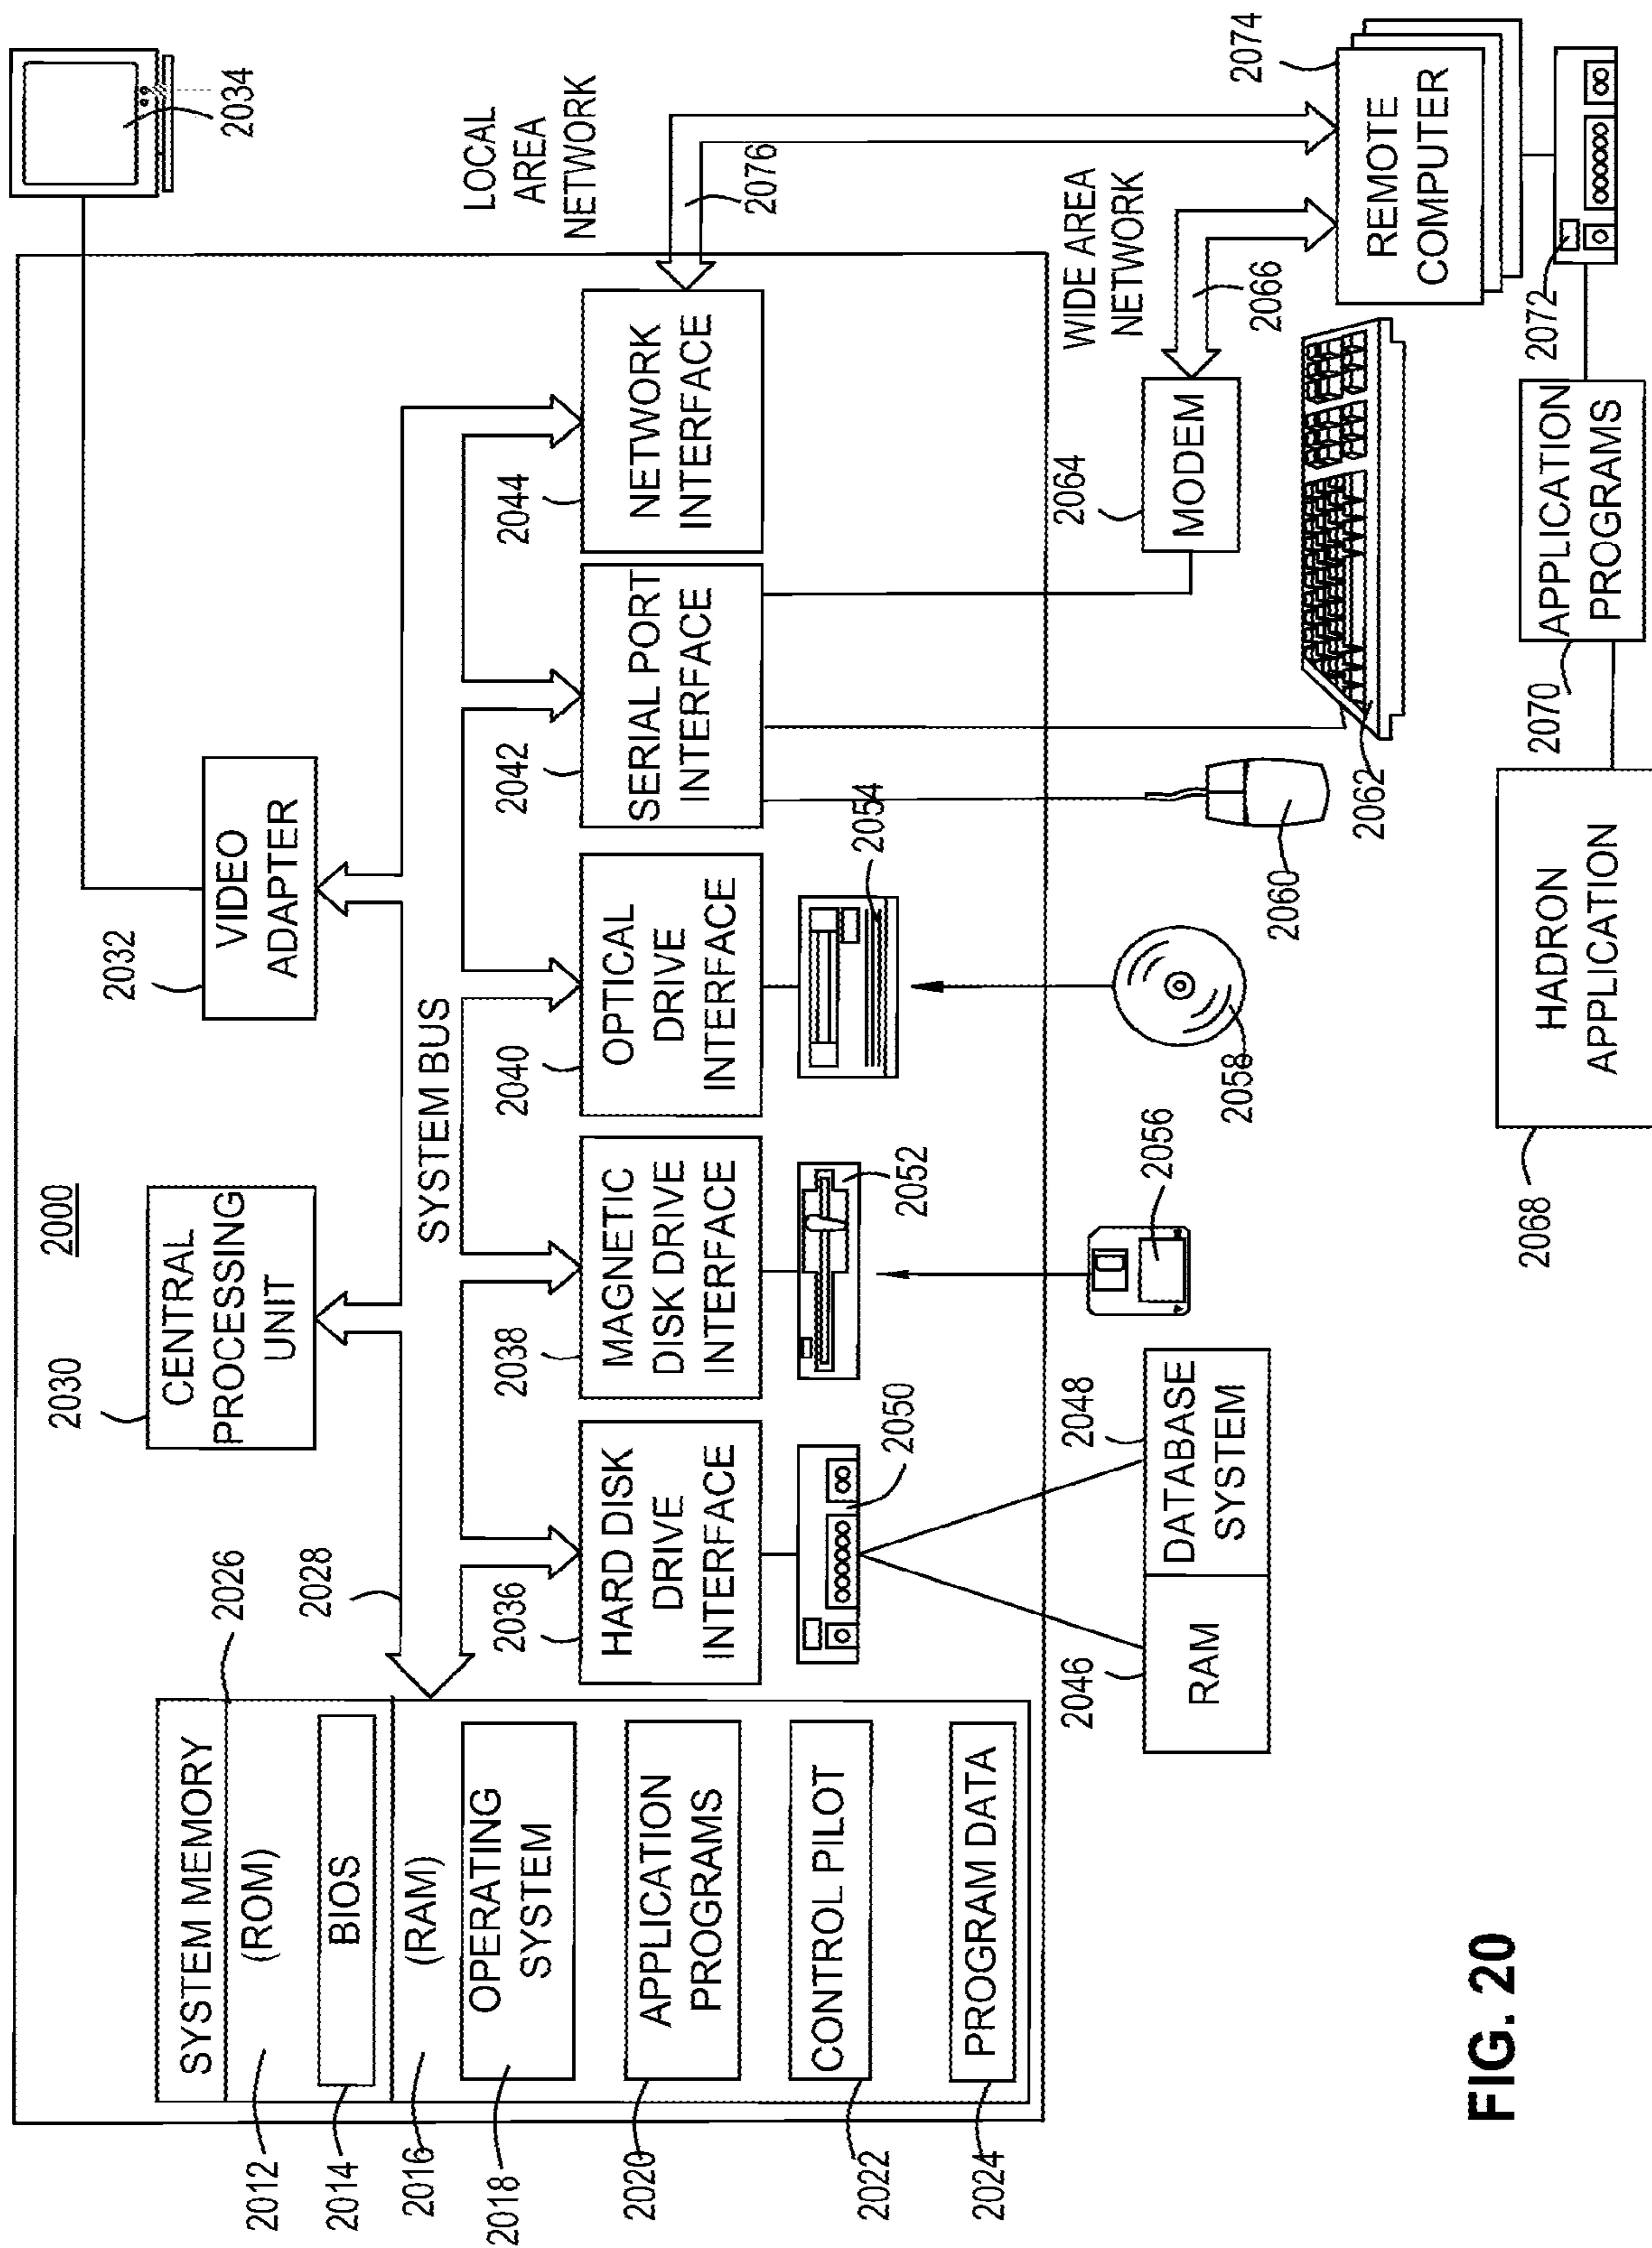 2000
2034
2030
CENTRAL
PROCESSING
UNIT
2032
VIDEO
ADAPTER
2026
2028
SYSTEM BUS
LOCAL
AREA
NETWORK
2076
SYSTEM MEMORY
2012
(ROM)
2014
BIOS
2016
(RAM)
2018
OPERATING
SYSTEM
2020
APPLICATION
PROGRAMS
2022
CONTROL PILOT
2024
PROGRAM DATA
2036
HARD DISK
DRIVE
INTERFACE
2038
MAGNETIC
DISK DRIVE
INTERFACE
2040
OPTICAL
DRIVE
INTERFACE
2042
SERIAL PORT
INTERFACE
2044
NETWORK
INTERFACE
2050
2052
2054
2046
RAM
2048
DATABASE
SYSTEM
2056
2058
2060
2062
2064
MODEM
WIDE AREA
NETWORK
2066
2074
REMOTE
COMPUTER
2068
HADRON
APPLICATION
2070
APPLICATION
PROGRAMS
2072
FIG. 20